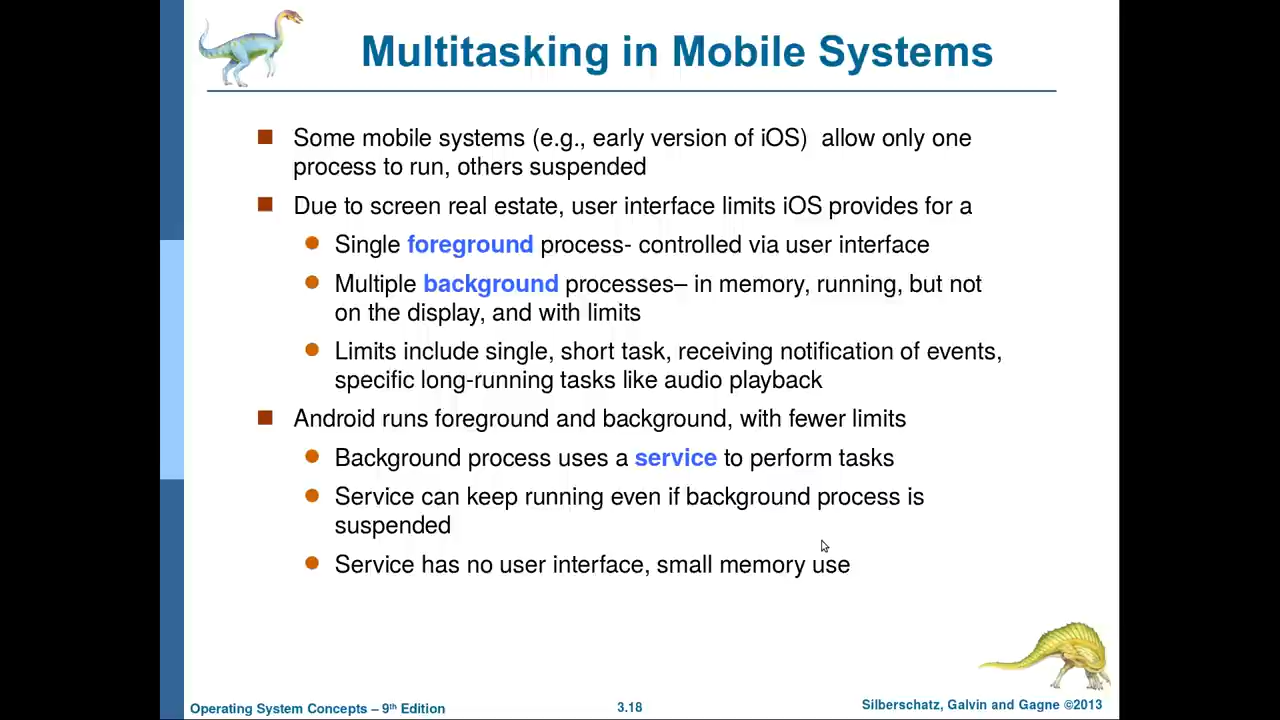 Multitasking in Mobile Systems
Some mobile systems (e.g., early version of iOS)  allow only one
process to run, others suspended
Due to screen real estate, user interface limits iOS provides for a
Single foreground process- controlled via user interface
Multiple background processes– in memory, running, but not
on the display, and with limits
Limits include single, short task, receiving notification of events,
specific long-running tasks like audio playback
Android runs foreground and background, with fewer limits
Background process uses a service to perform tasks
Service can keep running even if background process is
suspended
Service has no user interface, small memory use
Operating System Concepts – 9th Edition
3.18
Silberschatz, Galvin and Gagne ©2013